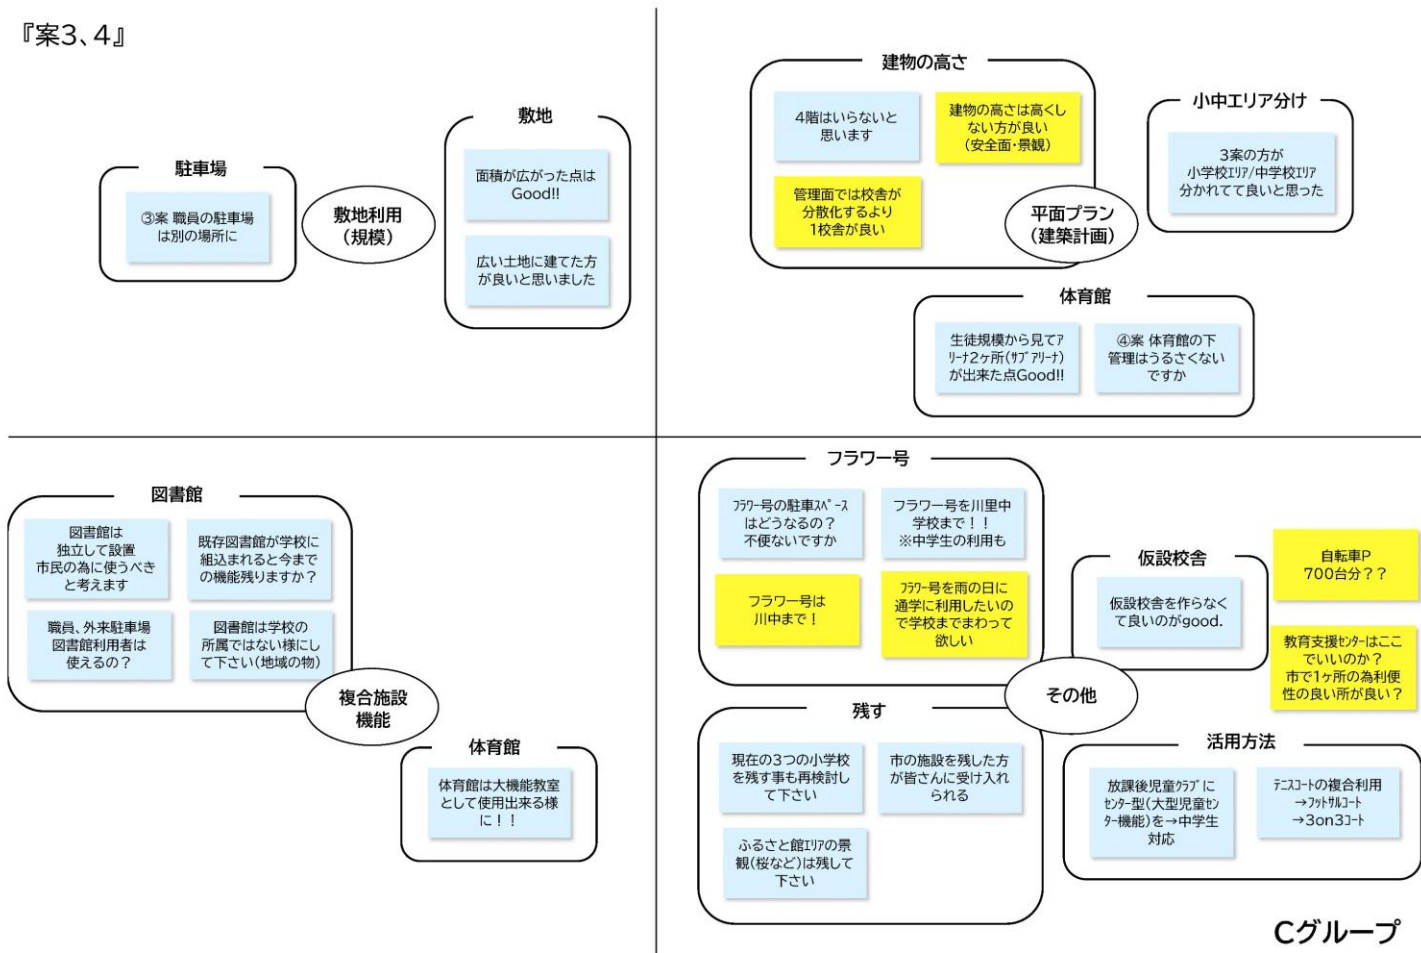 『案3、4』
駐車場
③案 職員の駐車場
は別の場所に
敷地利用
（規模）
敷地
面積が広がった点は
Good!!
広い土地に建てた方
が良いと思いました
建物の高さ
4階はいらないと
思います
建物の高さは高くし
ない方が良い
（安全面・景観）
管理面では校舎が
分散化するより
1校舎が良い
平面プラン
（建築計画）
小中エリア分け
3案の方が
小学校ｴﾘｱ/中学校ｴﾘｱ
分かれてて良いと思った
体育館
生徒規模から見てｱ
ﾘｰﾅ2ヶ所(ｻﾌﾞｱﾘｰﾅ)
が出来た点Good!!
④案 体育館の下
管理はうるさくない
ですか
図書館
図書館は
独立して設置
市民の為に使うべき
と考えます
既存図書館が学校に
組込まれると今まで
の機能残りますか？
職員、外来駐車場
図書館利用者は
使えるの？
図書館は学校の
所属ではない様にし
て下さい（地域の物）
複合施設
機能
体育館
体育館は大機能教室
として使用出来る様
に！！
フラワー号
ﾌﾗﾜｰ号の駐車ｽﾍﾟｰｽ
はどうなるの？
不便ないですか
フラワー号を川里中
学校まで！！
※中学生の利用も
フラワー号は
川中まで！
ﾌﾗﾜｰ号を雨の日に
通学に利用したいの
で学校までまわって
欲しい
仮設校舎
仮設校舎を作らなく
て良いのがgood.
自転車P
700台分？？
教育支援ｾﾝﾀｰはここ
でいいのか？
市で1ヶ所の為利便
性の良い所が良い？
その他
残す
現在の3つの小学校
を残す事も再検討し
て下さい
市の施設を残した方
が皆さんに受け入れ
られる
ふるさと館ｴﾘｱの景
観（桜など）は残して
下さい
活用方法
放課後児童ｸﾗﾌﾞに
ｾﾝﾀｰ型(大型児童ｾﾝ
ﾀｰ機能)を→中学生
対応
ﾃﾆｽｺｰﾄの複合利用
→ﾌｯﾄｻﾙｺｰﾄ
→3on3ｺｰﾄ
Cグループ